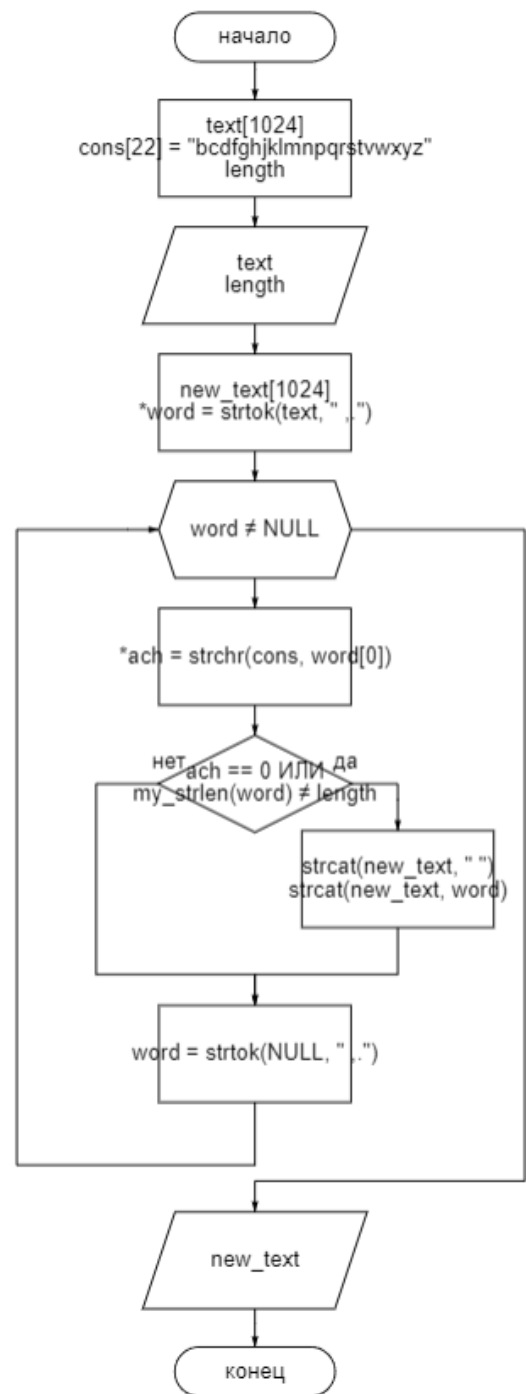 начало
text[1024]
cons[22] = "bcdfghjklmnpqrstvwxyz"
length
text
length
new_text[1024]
*word = strtok(text, " ,.")
word ≠ NULL
*ach = strchr(cons, word[0])
нет
да
ach == 0 ИЛИ
my_strlen(word) ≠ length
strcat(new_text, " ")
strcat(new_text, word)
word = strtok(NULL, " ,.")
new_text
конец